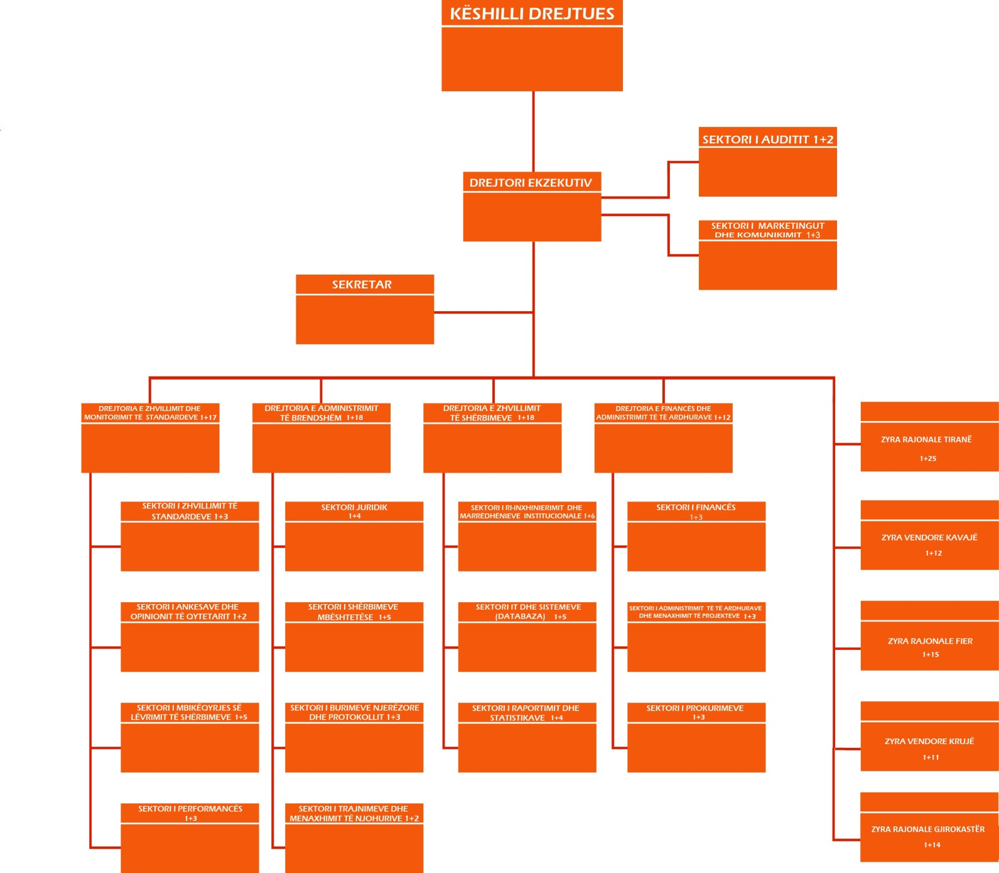 KËSHILLI DREJTUES
SEKTORI I AUDITIT 1+2
DREJTORI EKZEKUTIV
SEKTORI I MARKETINGUT
DHE KOMUNIKIMIT 1+3
SEKRETAR
DREJTORIA E ZHVILLIMIT DHE
MONITORIMIT TË STANDARDEVE 1+17
DREJTORIA E ADMINISTRIMIT
TË BRENDSHËM 1+18
DREJTORIA E ZHVILLIMIT
TË SHËRBIMEVE 1+18
DREJTORIA E FINANCËS DHE
ADMINISTRIMIT TË TË ARDHURAVE 1+12
ZYRA RAJONALE TIRANË
1+25
SEKTORI I ZHVILLIMIT TË
STANDARDEVE 1+3
SEKTORI JURIDIK
1+4
SEKTORI I RI-INXHINIERIMIT DHE
MARRËDHËNIEVE INSTITUCIONALE 1+6
SEKTORI I FINANCËS
1+3
ZYRA VENDORE KAVAJË
1+12
SEKTORI I ANKESAVE DHE
OPINIONIT TË QYTETARIT 1+2
SEKTORI I SHËRBIMEVE
MBËSHTETËSE 1+5
SEKTORI IT DHE SISTEMEVE
(DATABAZA) 1+5
SEKTORI I ADMINISTRIMIT TË TË ARDHURAVE
DHE MENAXHIMIT TË PROJEKTEVE 1+3
ZYRA RAJONALE FIER
1+15
SEKTORI I MBIKËQYRJES SË
LËVRIMIT TË SHËRBIMEVE 1+5
SEKTORI I BURIMEVE NJERËZORE
DHE PROTOKOLLIT 1+3
SEKTORI I RAPORTIMIT DHE
STATISTIKAVE 1+4
SEKTORI I PROKURIMEVE
1+3
ZYRA VENDORE KRUJË
1+11
SEKTORI I PERFORMANCËS
1+3
SEKTORI I TRAJNIMEVE DHE
MENAXHIMIT TË NJOHURIVE 1+2
ZYRA RAJONALE GJIROKASTËR
1+14